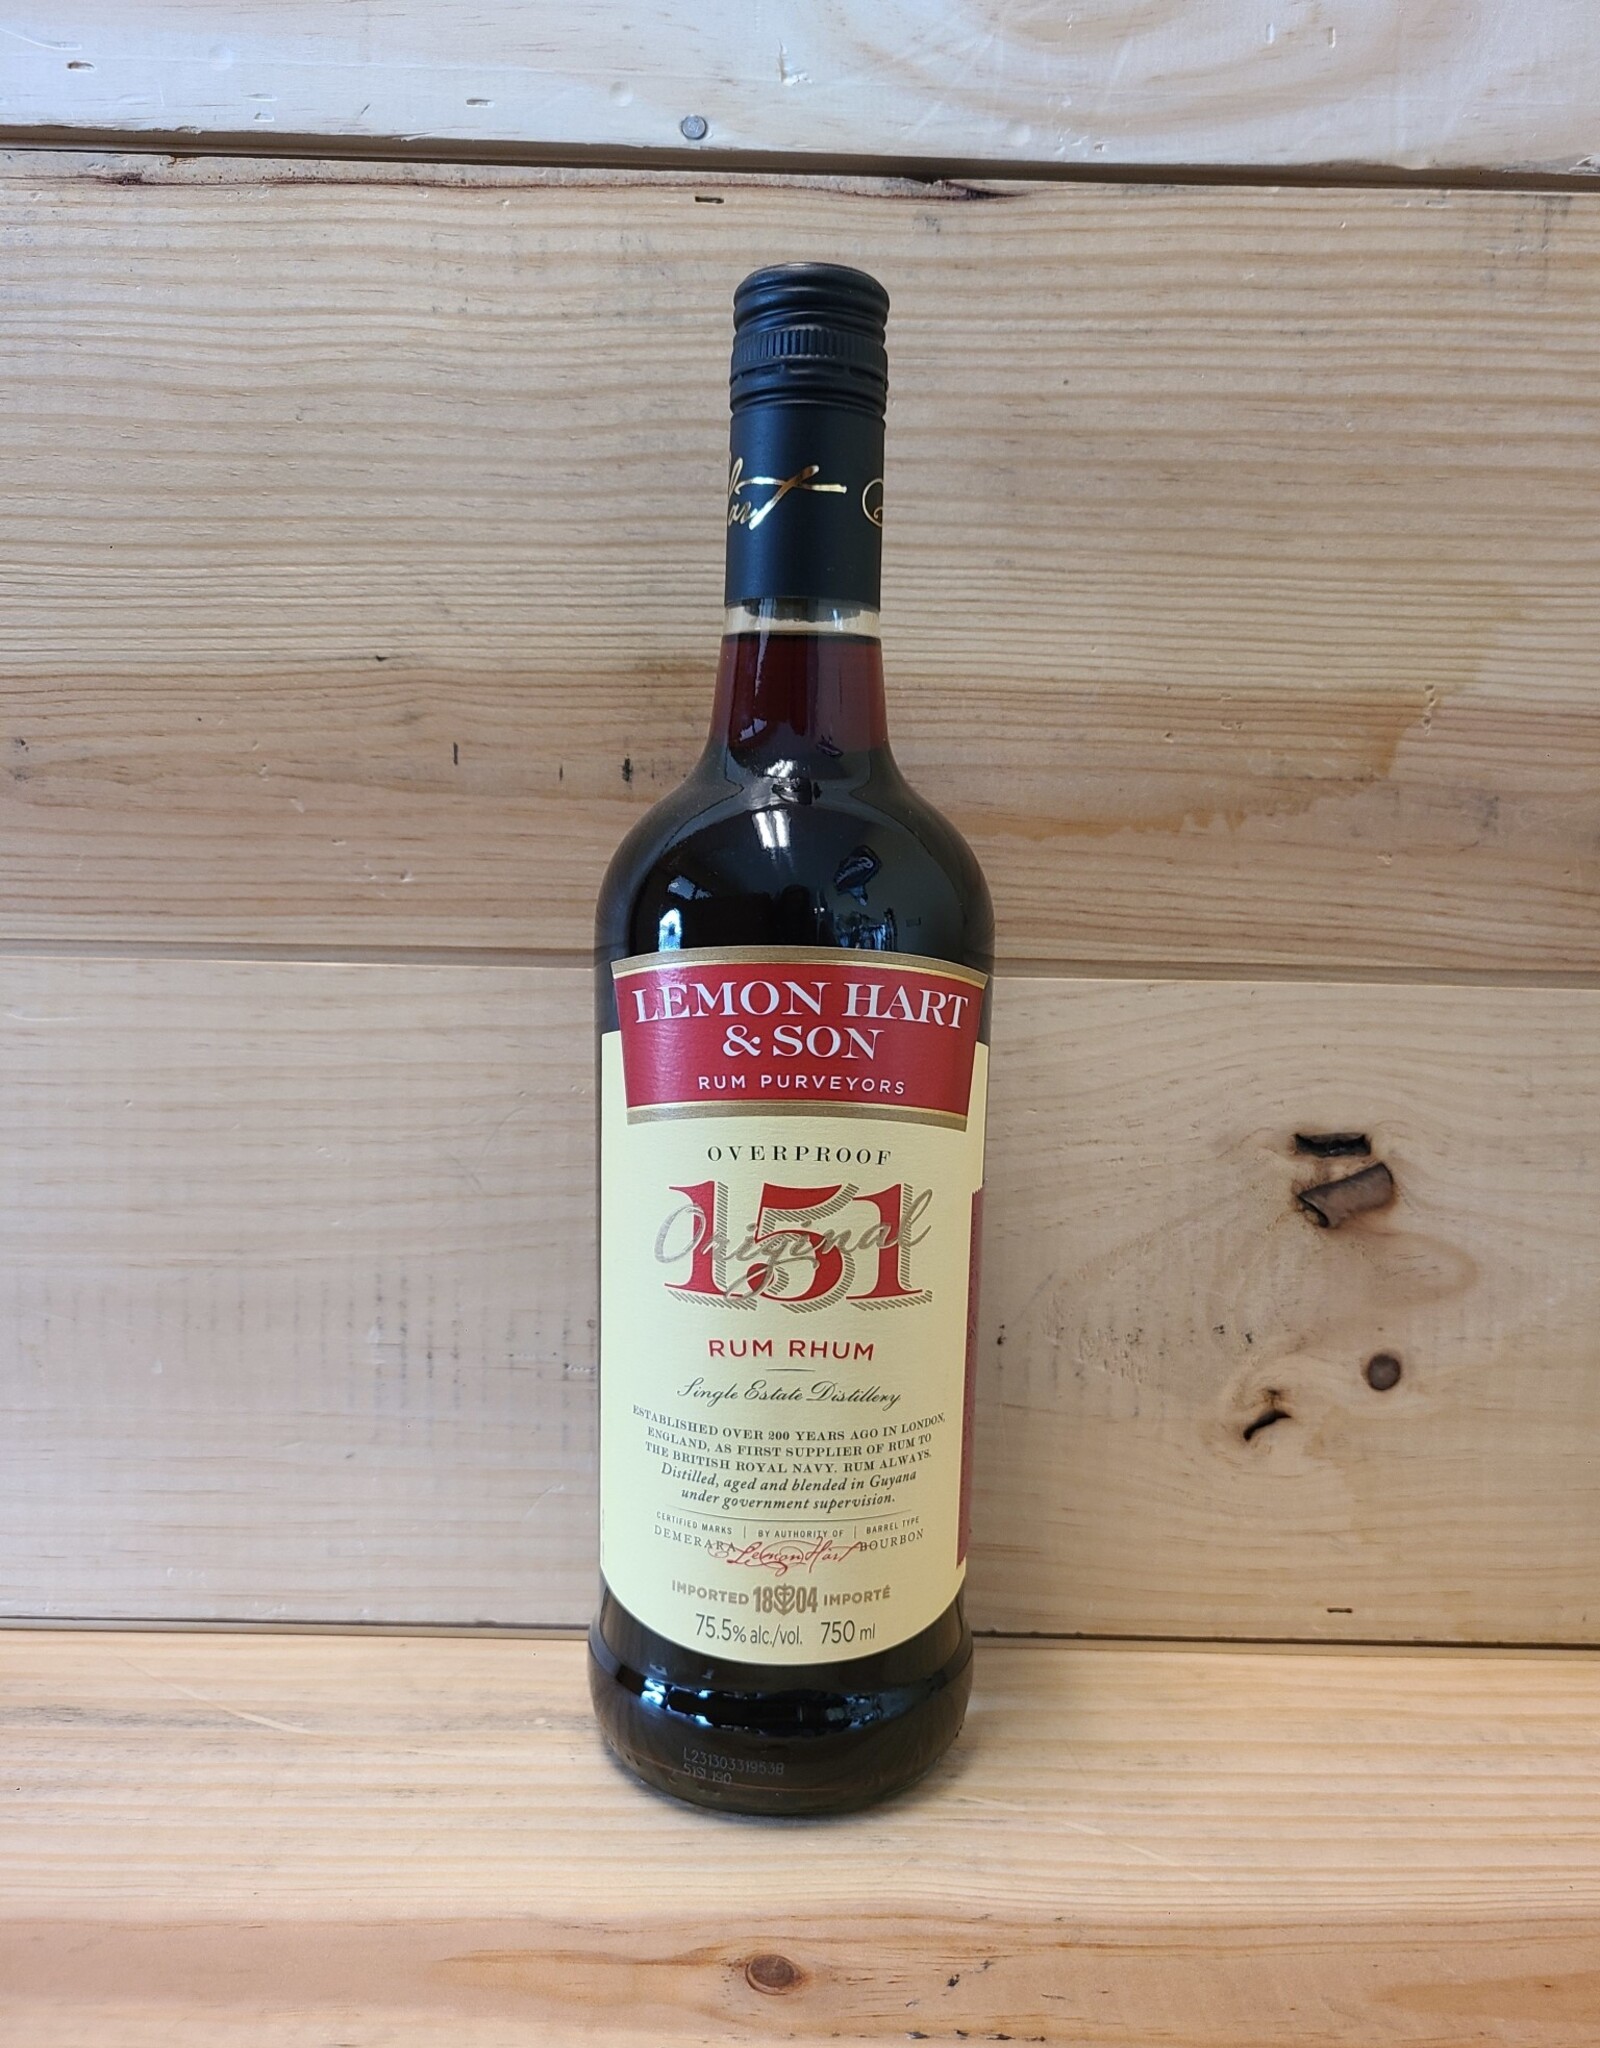 art
LEMON HART
& SON
RUM PURVEYORS
OVERPROOF
151
Original
RUM RHUM
Single Estate Distillery
ESTABLISHED OVER 200 YEARS AGO IN LONDON,
ENGLAND, AS FIRST SUPPLIER OF RUM TO
THE BRITISH ROYAL NAVY. RUM ALWAYS.
Distilled, aged and blended in Guyana
under government supervision.
CERTIFIED MARKS | BY AUTHORITY OF | BARREL TYPE
DEMERARA Lemon Hart BOURBON
IMPORTED 1804 IMPORTÉ
75.5% alc./vol. 750 ml